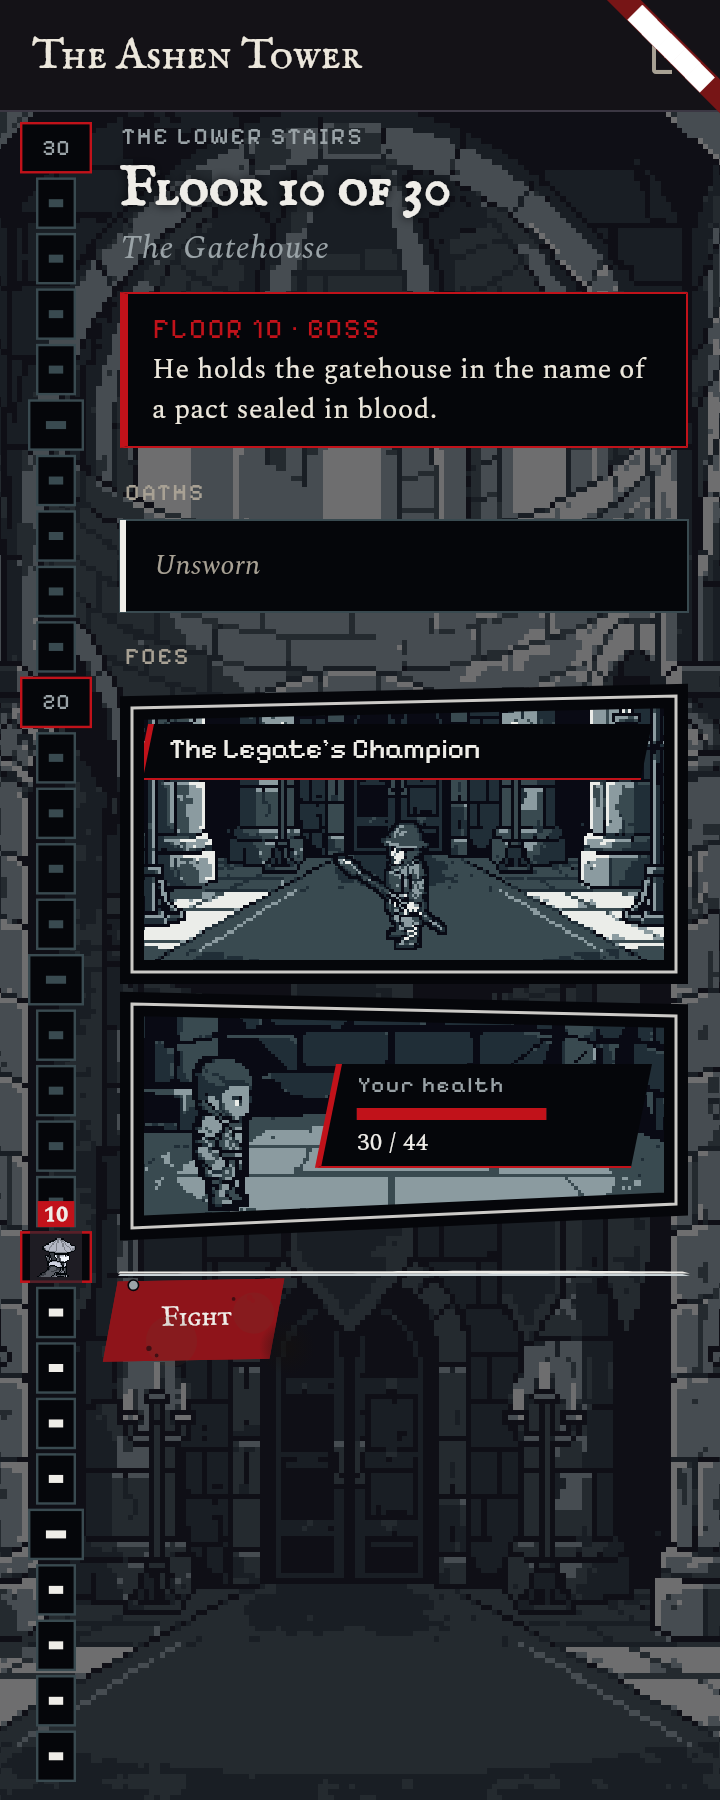 The Ashen Tower
30
THE LOWER STAIRS
Floor 10 of 30
The Gatehouse
FLOOR 10 · BOSS
He holds the gatehouse in the name of
a pact sealed in blood.
OATHS
Unsworn
FOES
20
The Legate's Champion
Your health
30 / 44
10
Fight